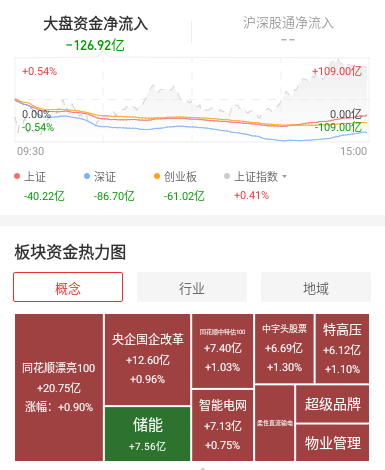 大盘资金净流入
沪深股通净流入
-126.92亿
--
+0.54%
+109.00亿
0.00%
0.00亿
-0.54%
-109.00亿
09:30
15:00
上证
深证
创业板
上证指数
-40.22亿
-86.70亿
-61.02亿
+0.41%
板块资金热力图
概念
行业
地域
同花顺漂亮100
+20.75亿
涨幅：+0.90%
央企国企改革
+12.60亿
+0.96%
储能
+7.56亿
同花顺中特估100
+7.40亿
+1.03%
智能电网
+7.13亿
+0.75%
中字头股票
+6.69亿
+1.30%
特高压
+6.12亿
+1.10%
柔性直流输电
超级品牌
物业管理